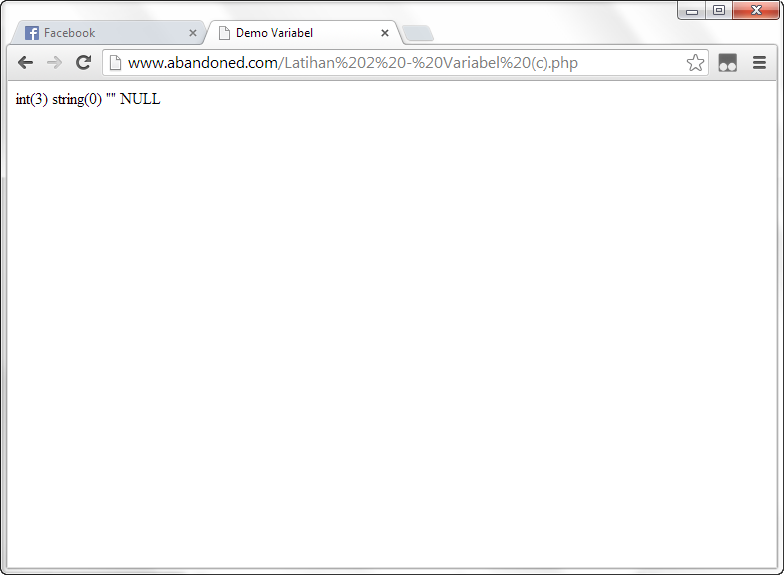 Facebook
Demo Variabel
www.abandoned.com/Latihan%202%20-%20Variabel%20(c).php
int(3) string(0) "" NULL